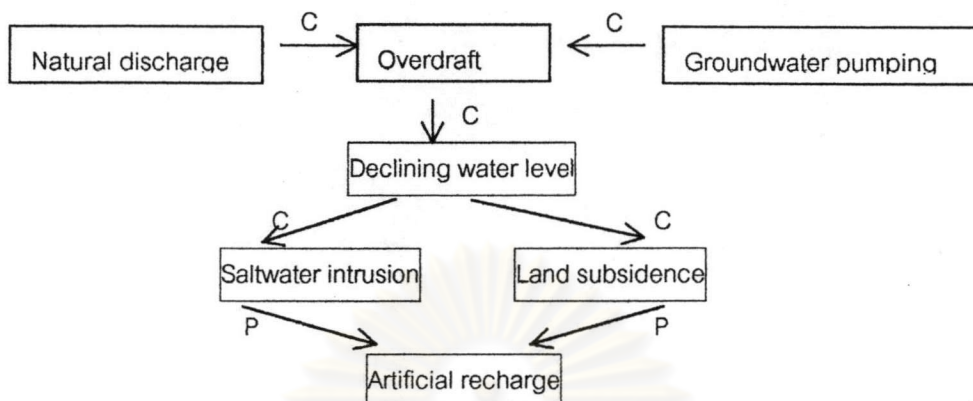 C
C
Natural discharge
Overdraft
Groundwater pumping
C
Declining water level
C
C
Saltwater intrusion
Land subsidence
P
P
Artificial recharge